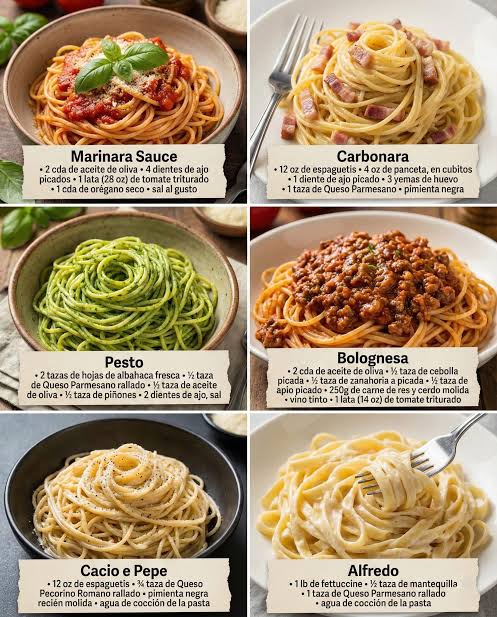 Marinara Sauce
• 2 cda de aceite de oliva • 4 dientes de ajo
picados • 1 lata (28 oz) de tomate triturado
• 1 cda de orégano seco • sal al gusto
Carbonara
• 12 oz de espaguetis • 4 oz de panceta, en cubitos
• 1 diente de ajo picado • 3 yemas de huevo
• 1 taza de Queso Parmesano • pimienta negra
Pesto
• 2 tazas de hojas de albahaca fresca • ½ taza
de Queso Parmesano rallado • ½ taza de aceite
de oliva • ½ taza de piñones • 2 dientes de ajo, sal
Bolognesa
• 2 cda de aceite de oliva • ½ taza de cebolla
picada • ½ taza de zanahoria a picada • ½ taza de
apio picado • 250g de carne de res y cerdo molida
• vino tinto • 1 lata (14 oz) de tomate triturado
Cacio e Pepe
• 12 oz de espaguetis • ¾ taza de Queso
Pecorino Romano rallado • pimienta negra
recién molida • agua de cocción de la pasta
Alfredo
• 1 lb de fettuccine • ½ taza de mantequilla
• 1 taza de Queso Parmesano rallado
• agua de cocción de la pasta